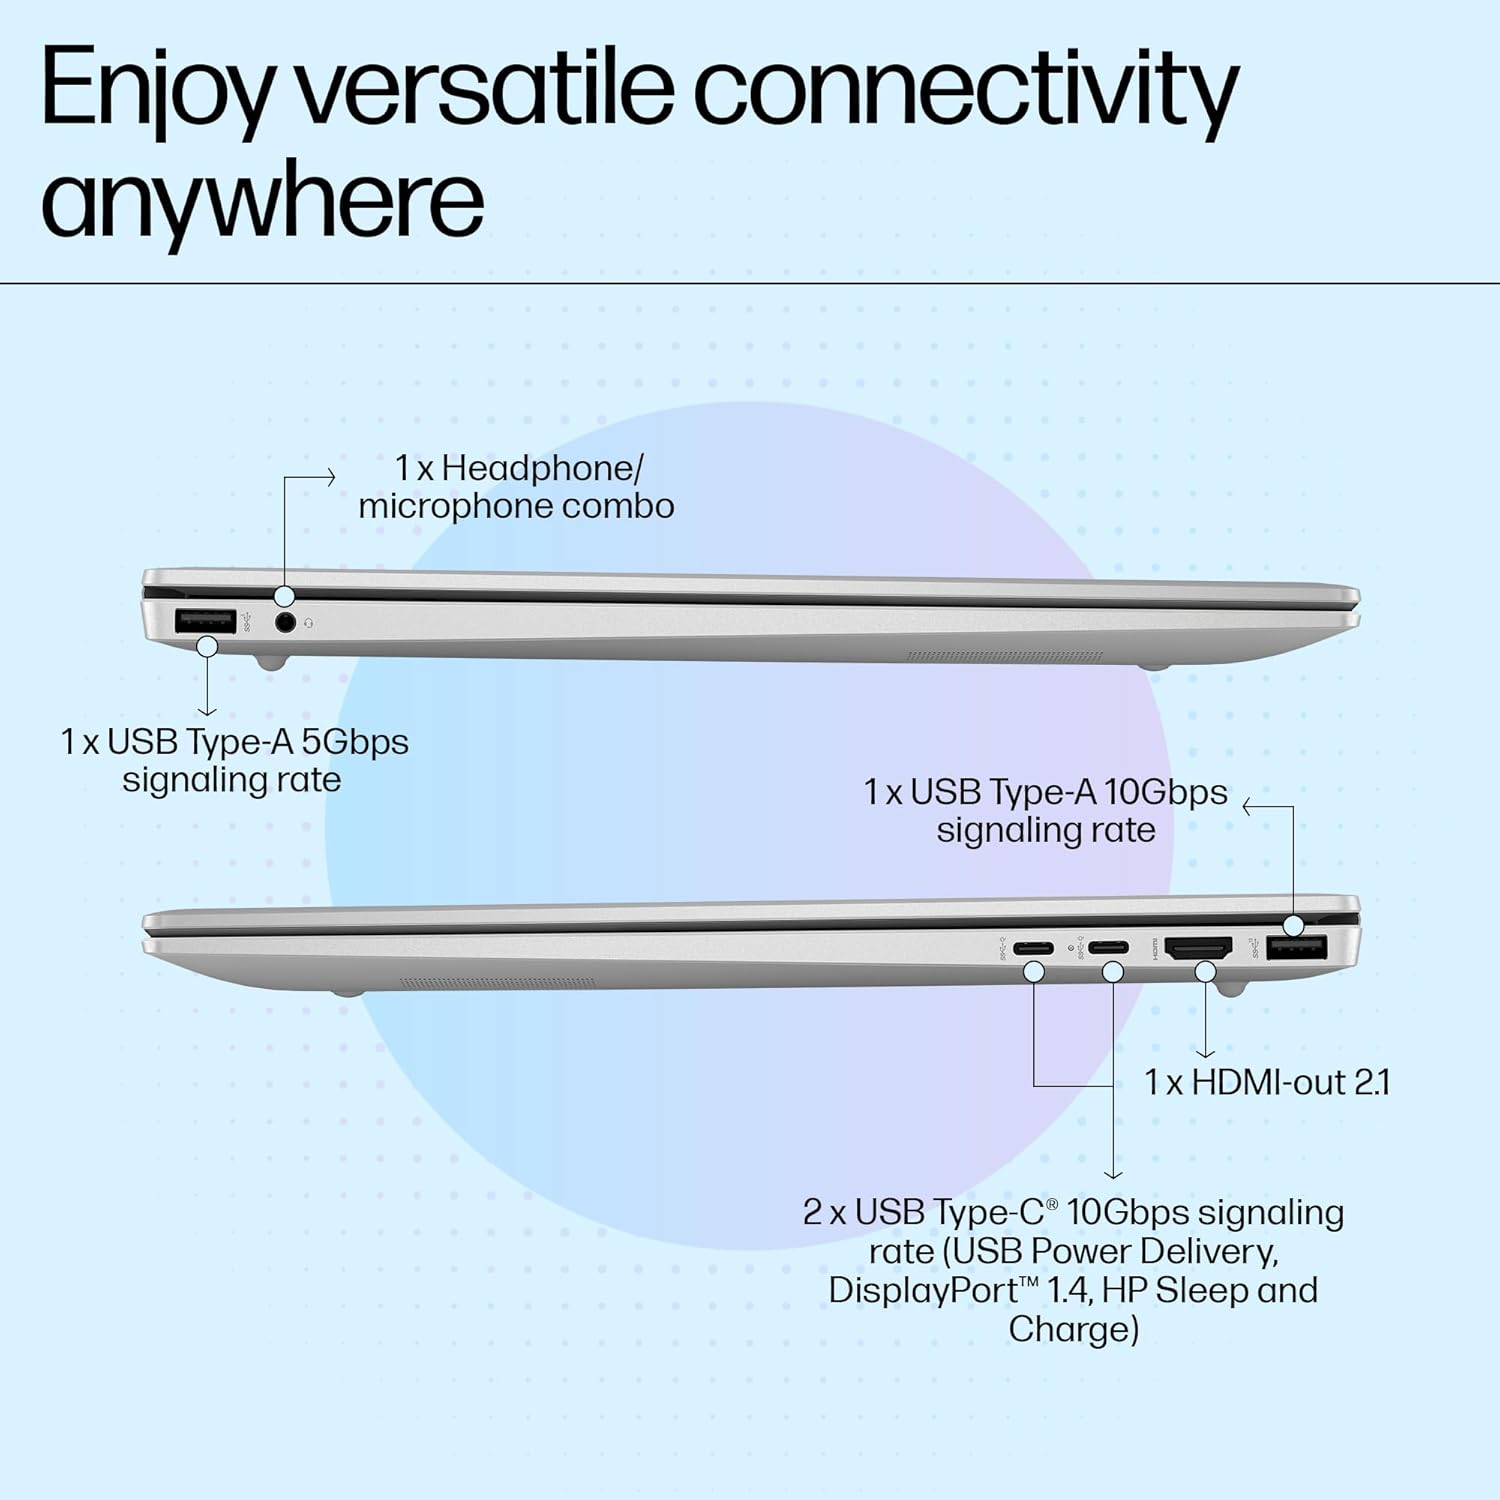 Enjoy versatile connectivity
anywhere
1 x Headphone/
microphone combo
1 x USB Type-A 5Gbps
signaling rate
1 x USB Type-A 10Gbps
signaling rate
HDMI
1 x HDMI-out 2.1
2 x USB Type-C® 10Gbps signaling
rate (USB Power Delivery,
DisplayPort™ 1.4, HP Sleep and
Charge)